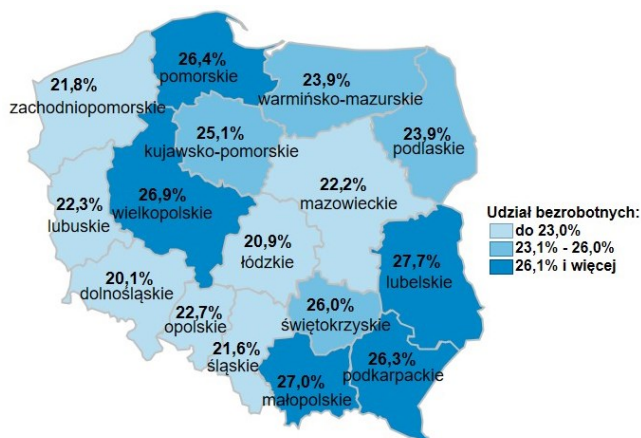 26,4%
pomorskie
21,8%
zachodniopomorskie
23,9%
warmińsko-mazurskie
25,1%
kujawsko-pomorskie
23,9%
podlaskie
22,3%
lubuskie
26,9%
wielkopolskie
22,2%
mazowieckie
Udział bezrobotnych:
do 23,0%
23,1% - 26,0%
26,1% i więcej
20,9%
łódzkie
27,7%
lubelskie
20,1%
dolnośląskie
22,7%
opolskie
26,0%
świętokrzyskie
21,6%
śląskie
27,0%
małopolskie
26,3%
podkarpackie